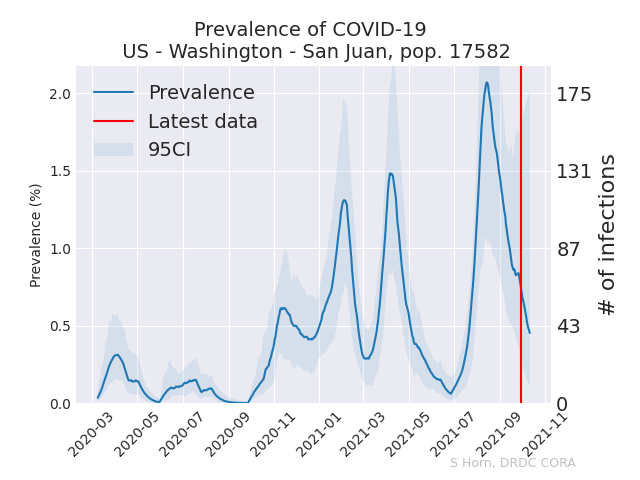 Prevalence of COVID-19
US - Washington - San Juan, pop. 17582
Prevalence
Latest data
95CI
Prevalence (%)
2.0
1.5
1.0
0.5
0.0
175
131
87
43
0
# of infections
2020-03
2020-05
2020-07
2020-09
2020-11
2021-01
2021-03
2021-05
2021-07
2021-09
2021-11
S Horn, DRDC CORA